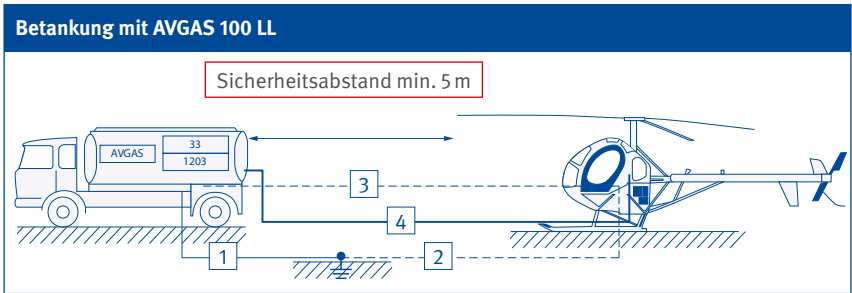 Betankung mit AVGAS 100 LL
Sicherheitsabstand min. 5 m
AVGAS
33
1203
3
4
1
2